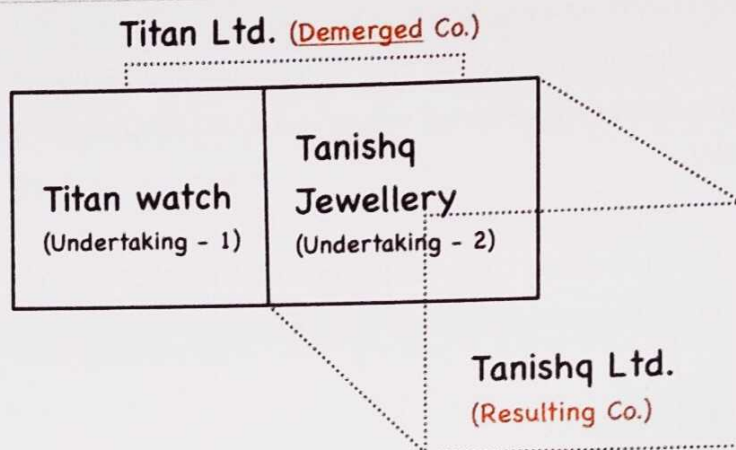 Titan Ltd. (Demerged Co.)
Titan watch
(Undertaking - 1)
Tanishq
Jewellery
(Undertaking - 2)
Tanishq Ltd.
(Resulting Co.)